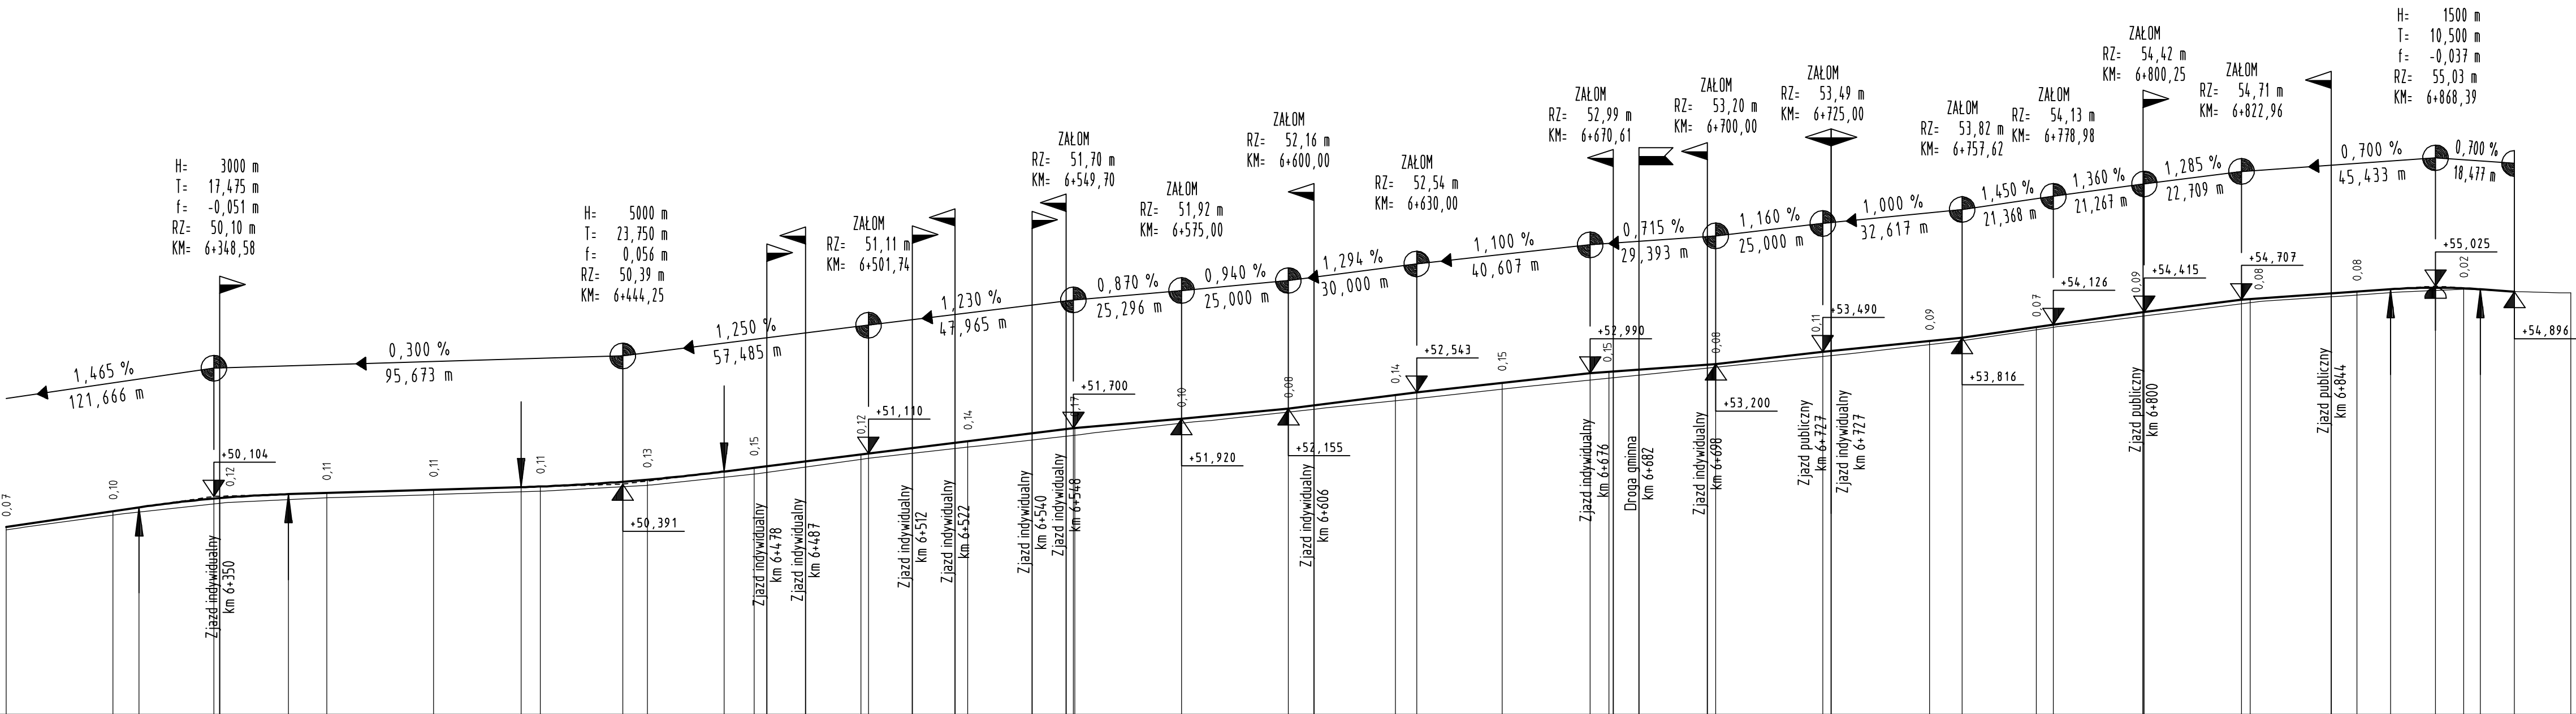 H= 3000 m
T= 17,475 m
f= -0,051 m
RZ= 50,10 m
KM= 6+348,58
H= 5000 m
T= 23,750 m
f= 0,056 m
RZ= 50,39 m
KM= 6+444,25
ZAŁOM
RZ= 51,11 m
KM= 6+501,74
ZAŁOM
RZ= 51,70 m
KM= 6+549,70
ZAŁOM
RZ= 51,92 m
KM= 6+575,00
ZAŁOM
RZ= 52,16 m
KM= 6+600,00
ZAŁOM
RZ= 52,54 m
KM= 6+630,00
ZAŁOM
RZ= 52,99 m
KM= 6+670,61
ZAŁOM
RZ= 53,20 m
KM= 6+700,00
ZAŁOM
RZ= 53,49 m
KM= 6+725,00
ZAŁOM
RZ= 53,82 m
KM= 6+757,62
ZAŁOM
RZ= 54,13 m
KM= 6+778,98
ZAŁOM
RZ= 54,42 m
KM= 6+800,25
ZAŁOM
RZ= 54,71 m
KM= 6+822,96
H= 1500 m
T= 10,500 m
f= -0,037 m
RZ= 55,03 m
KM= 6+868,39
1,465 %
121,666 m
0,300 %
95,673 m
1,250 %
57,485 m
1,230 %
47,965 m
0,870 %
25,296 m
0,940 %
25,000 m
1,294 %
30,000 m
1,100 %
40,607 m
0,715 %
29,393 m
1,160 %
25,000 m
1,000 %
32,617 m
1,450 %
21,368 m
1,360 %
21,267 m
1,285 %
22,709 m
0,700 %
45,433 m
0,700 %
18,477 m
+50,104
+50,391
+51,110
+51,700
+51,920
+52,155
+52,543
+52,990
+53,200
+53,490
+53,816
+54,126
+54,415
+54,707
+55,025
+54,896
0,07
0,10
0,12
0,11
0,11
0,11
0,13
0,15
0,12
0,14
0,17
0,10
0,08
0,14
0,15
0,15
0,08
0,11
0,09
0,07
0,09
0,08
0,08
0,02
Zjazd indywidualny
km 6+350
Zjazd indywidualny
km 6+478
Zjazd indywidualny
km 6+487
Zjazd indywidualny
km 6+512
Zjazd indywidualny
km 6+522
Zjazd indywidualny
km 6+540
Zjazd indywidualny
km 6+548
Zjazd indywidualny
km 6+606
Zjazd indywidualny
km 6+676
Droga gminna
km 6+682
Zjazd indywidualny
km 6+698
Zjazd publiczny
km 6+727
Zjazd indywidualny
km 6+727
Zjazd publiczny
km 6+800
Zjazd publiczny
km 6+844